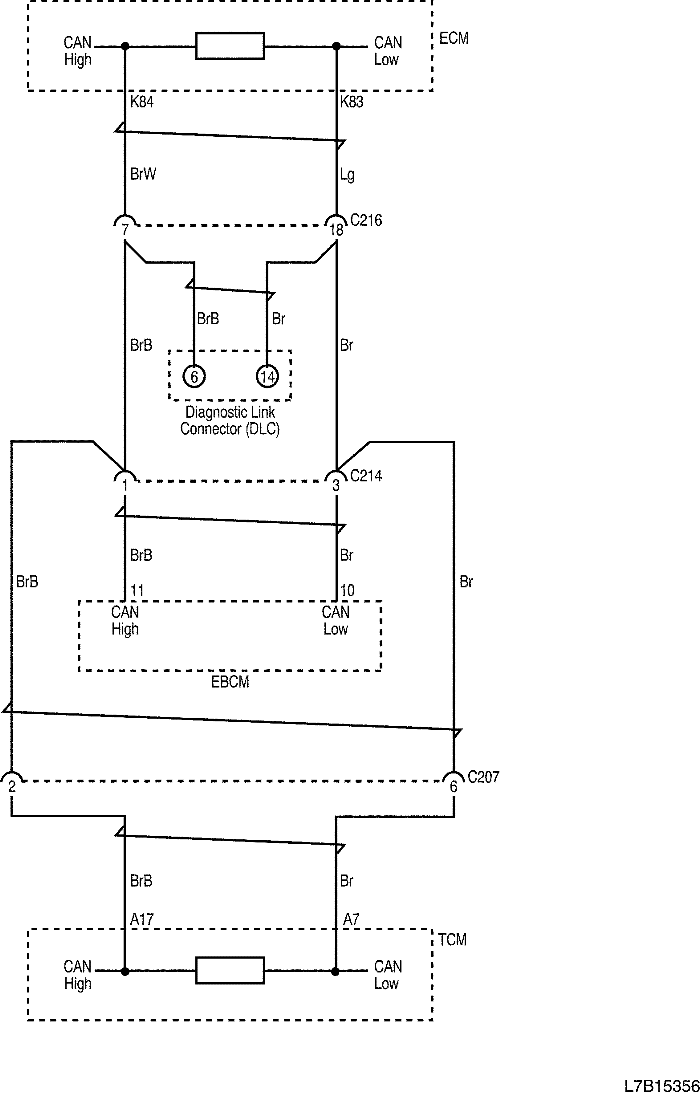 CAN High
CAN Low
ECM
K84
K83
BrW
Lg
7
18
C216
BrB
Br
BrB
Br
6
14
Diagnostic Link
Connector (DLC)
1
3
C214
BrB
Br
BrB
Br
11
10
CAN High
CAN Low
EBCM
2
6
C207
BrB
Br
A17
A7
TCM
CAN High
CAN Low
L7B15356